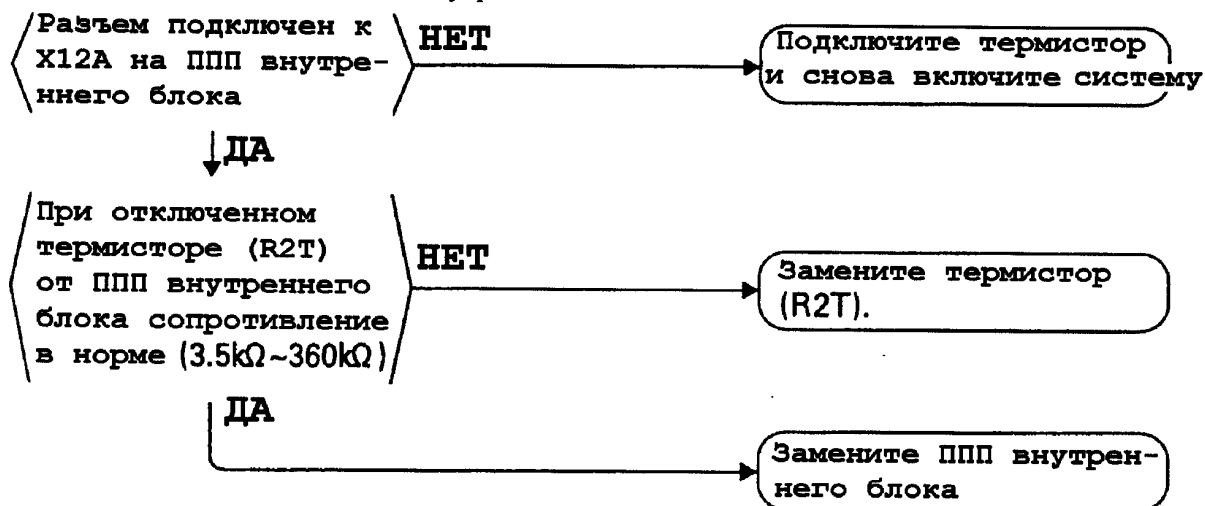 Разъем подключен к
X12A на ППП внутре-
ннего блока
НЕТ
Подключите термистор
и снова включите систему
ДА
При отключенном
термисторе (R2T)
от ППП внутреннего
блока сопротивление
в норме (3.5kΩ~360kΩ)
НЕТ
Замените термистор
(R2T).
ДА
Замените ППП внутрен-
него блока